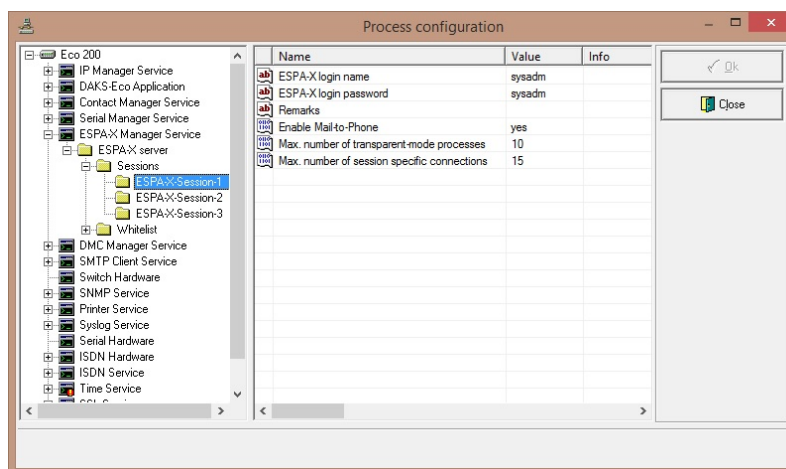 Process configuration
Eco 200
IP Manager Service
DAKS-Eco Application
Contact Manager Service
Serial Manager Service
ESPA-X Manager Service
ESPA-X server
Sessions
ESPA-X-Session-1
ESPA-X-Session-2
ESPA-X-Session-3
Whitelist
DMC Manager Service
SMTP Client Service
Switch Hardware
SNMP Service
Printer Service
Syslog Service
Serial Hardware
ISDN Hardware
ISDN Service
Time Service
Name Value Info
ESPA-X login name sysadm
ESPA-X login password sysadm
Remarks
Enable Mail-to-Phone yes
Max. number of transparent-mode processes 10
Max. number of session specific connections 15
Ok
Close